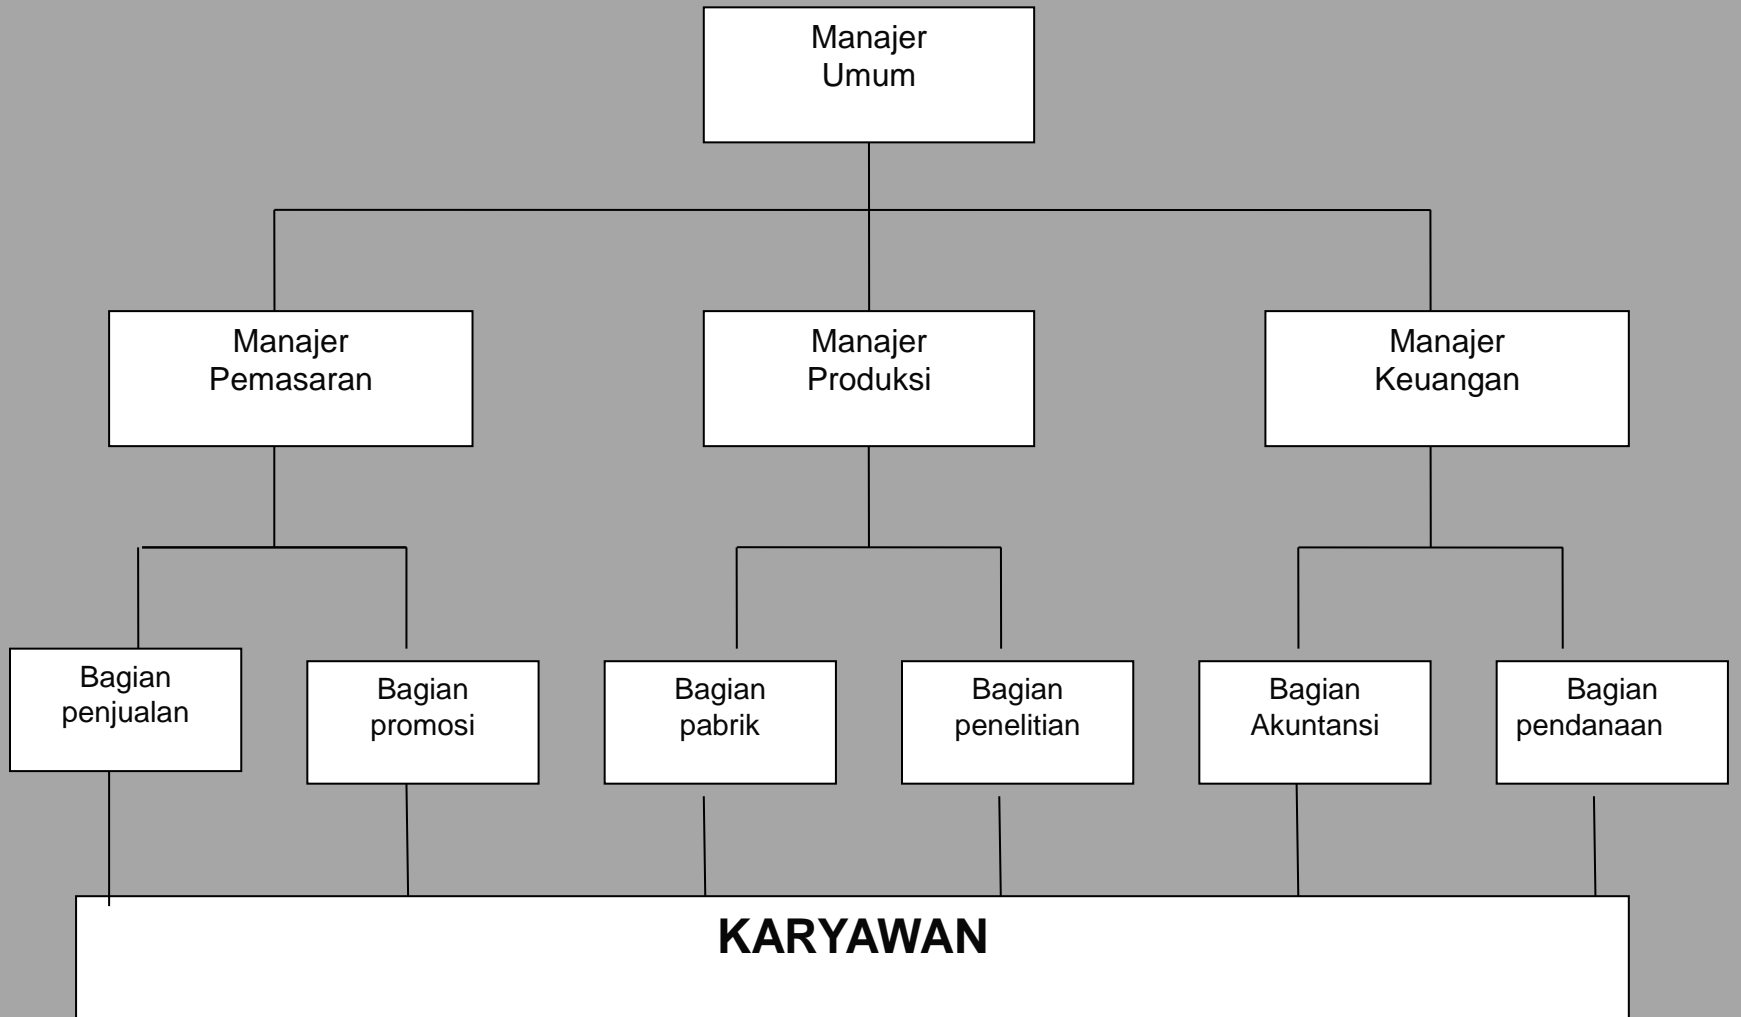 Manajer
Umum
Manajer
Pemasaran
Manajer
Produksi
Manajer
Keuangan
Bagian
penjualan
Bagian
promosi
Bagian
pabrik
Bagian
penelitian
Bagian
Akuntansi
Bagian
pendanaan
KARYAWAN